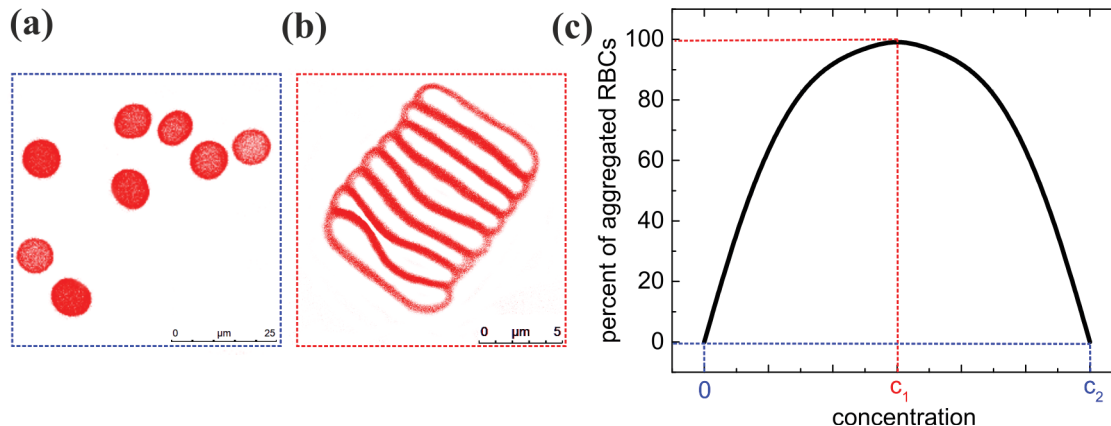 (a)
(b)
(c)
0 μm 25
0 μm 5
percent of aggregated RBCs
100
80
60
40
20
0
0 c₁ c₂
concentration